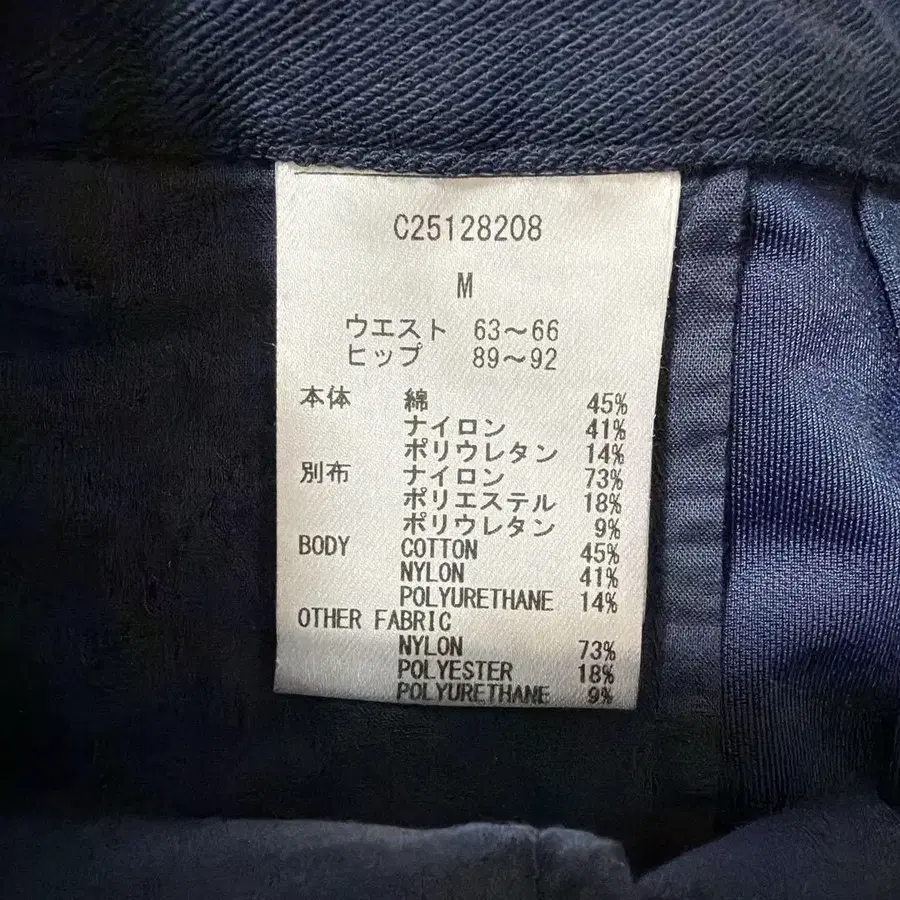 C25128208
M
ウエスト 63～66
ヒップ 89～92
本体 綿 45%
ナイロン 41%
ポリウレタン 14%
別布 ナイロン 73%
ポリエステル 18%
ポリウレタン 9%
BODY COTTON 45%
NYLON 41%
POLYURETHANE 14%
OTHER FABRIC
NYLON 73%
POLYESTER 18%
POLYURETHANE 9%